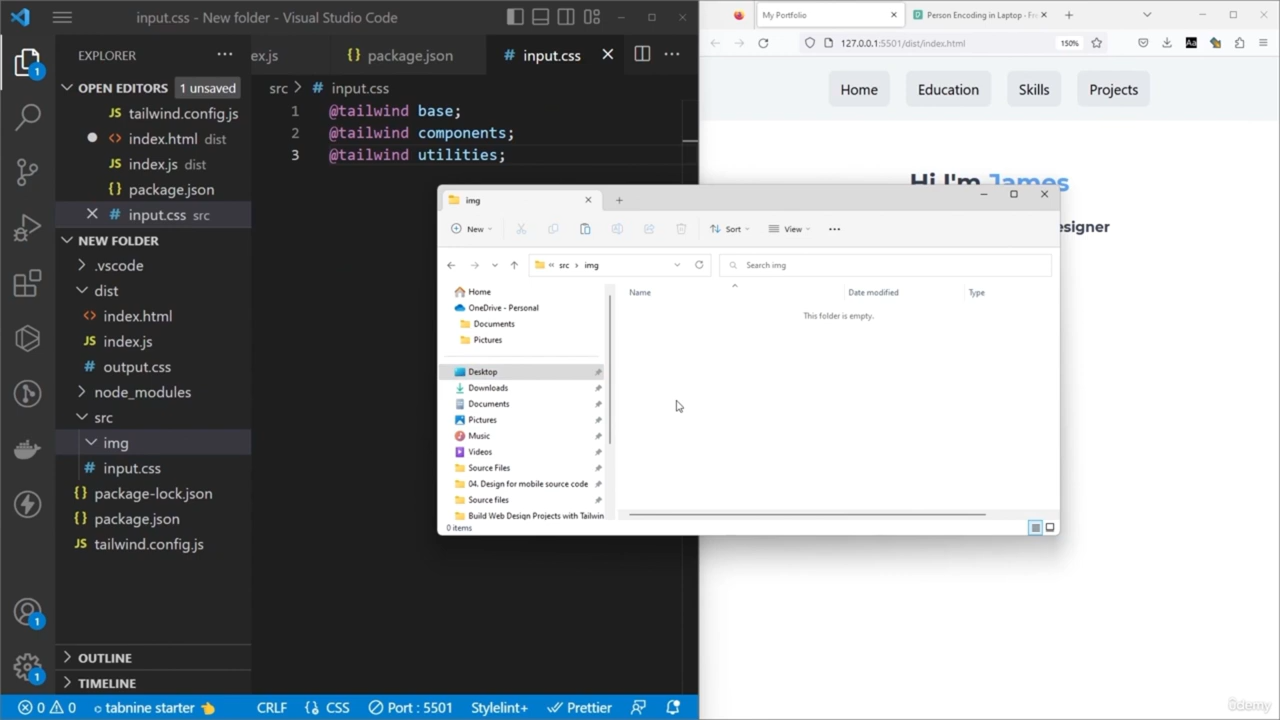 input.css - New folder - Visual Studio Code
EXPLORER
OPEN EDITORS
1 unsaved
tailwind.config.js
index.html dist
index.js dist
package.json
input.css src
NEW FOLDER
.vscode
dist
index.html
index.js
output.css
node_modules
src
img
input.css
package-lock.json
package.json
tailwind.config.js
OUTLINE
TIMELINE
1
1
1
ex.js
package.json
input.css
src > input.css
1 @tailwind base;
2 @tailwind components;
3 @tailwind utilities;
0 0 tabnine starter CRLF CSS Port : 5501 Stylelint+ Prettier
My Portfolio
Person Encoding in Laptop - F
127.0.0.1:5501/dist/index.html
150%
Home Education Skills Projects
Hi I'm James
esigner
img
New Sort View
src > img
Search img
Home
OneDrive - Personal
Documents
Pictures
Desktop
Downloads
Documents
Pictures
Music
Videos
Source Files
04. Design for mobile source code
Source files
Build Web Design Projects with Tailwin
Name Date modified Type
This folder is empty.
0 items
ûdemy